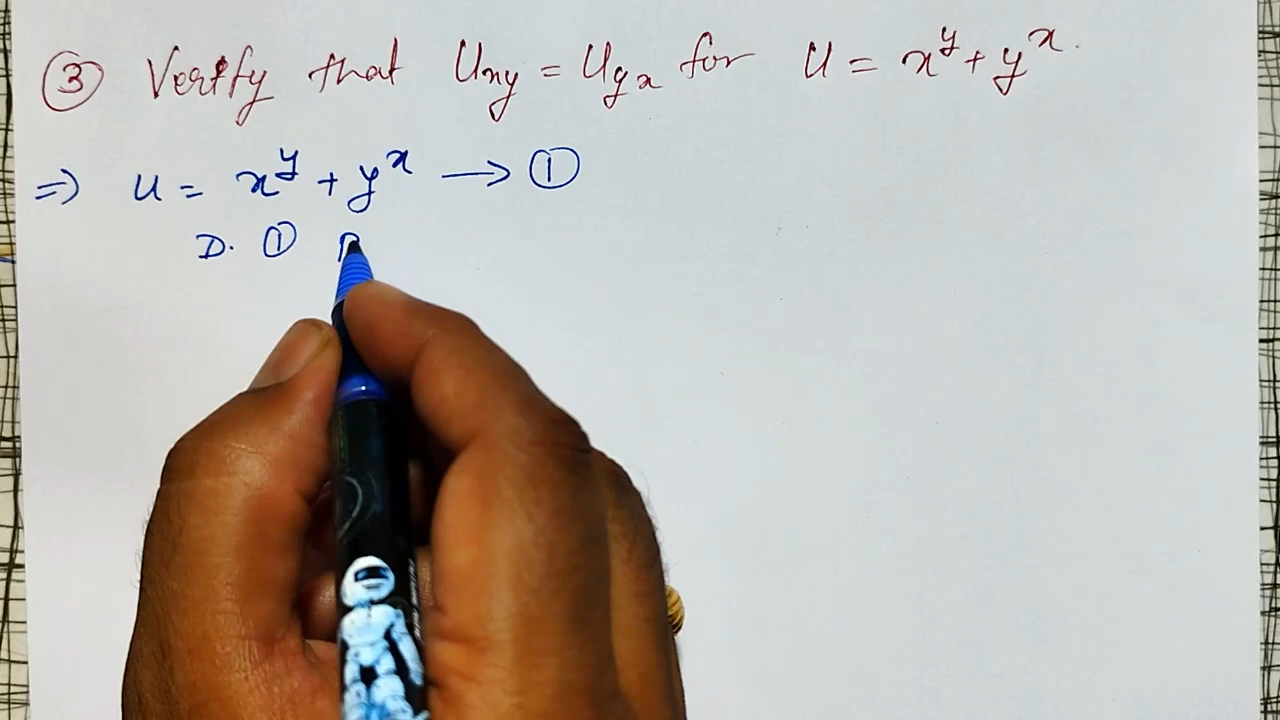 ③ Verify that Uxy = Uyx for U = x^y + y^x.
=> u = x^y + y^x → ①
D. ①